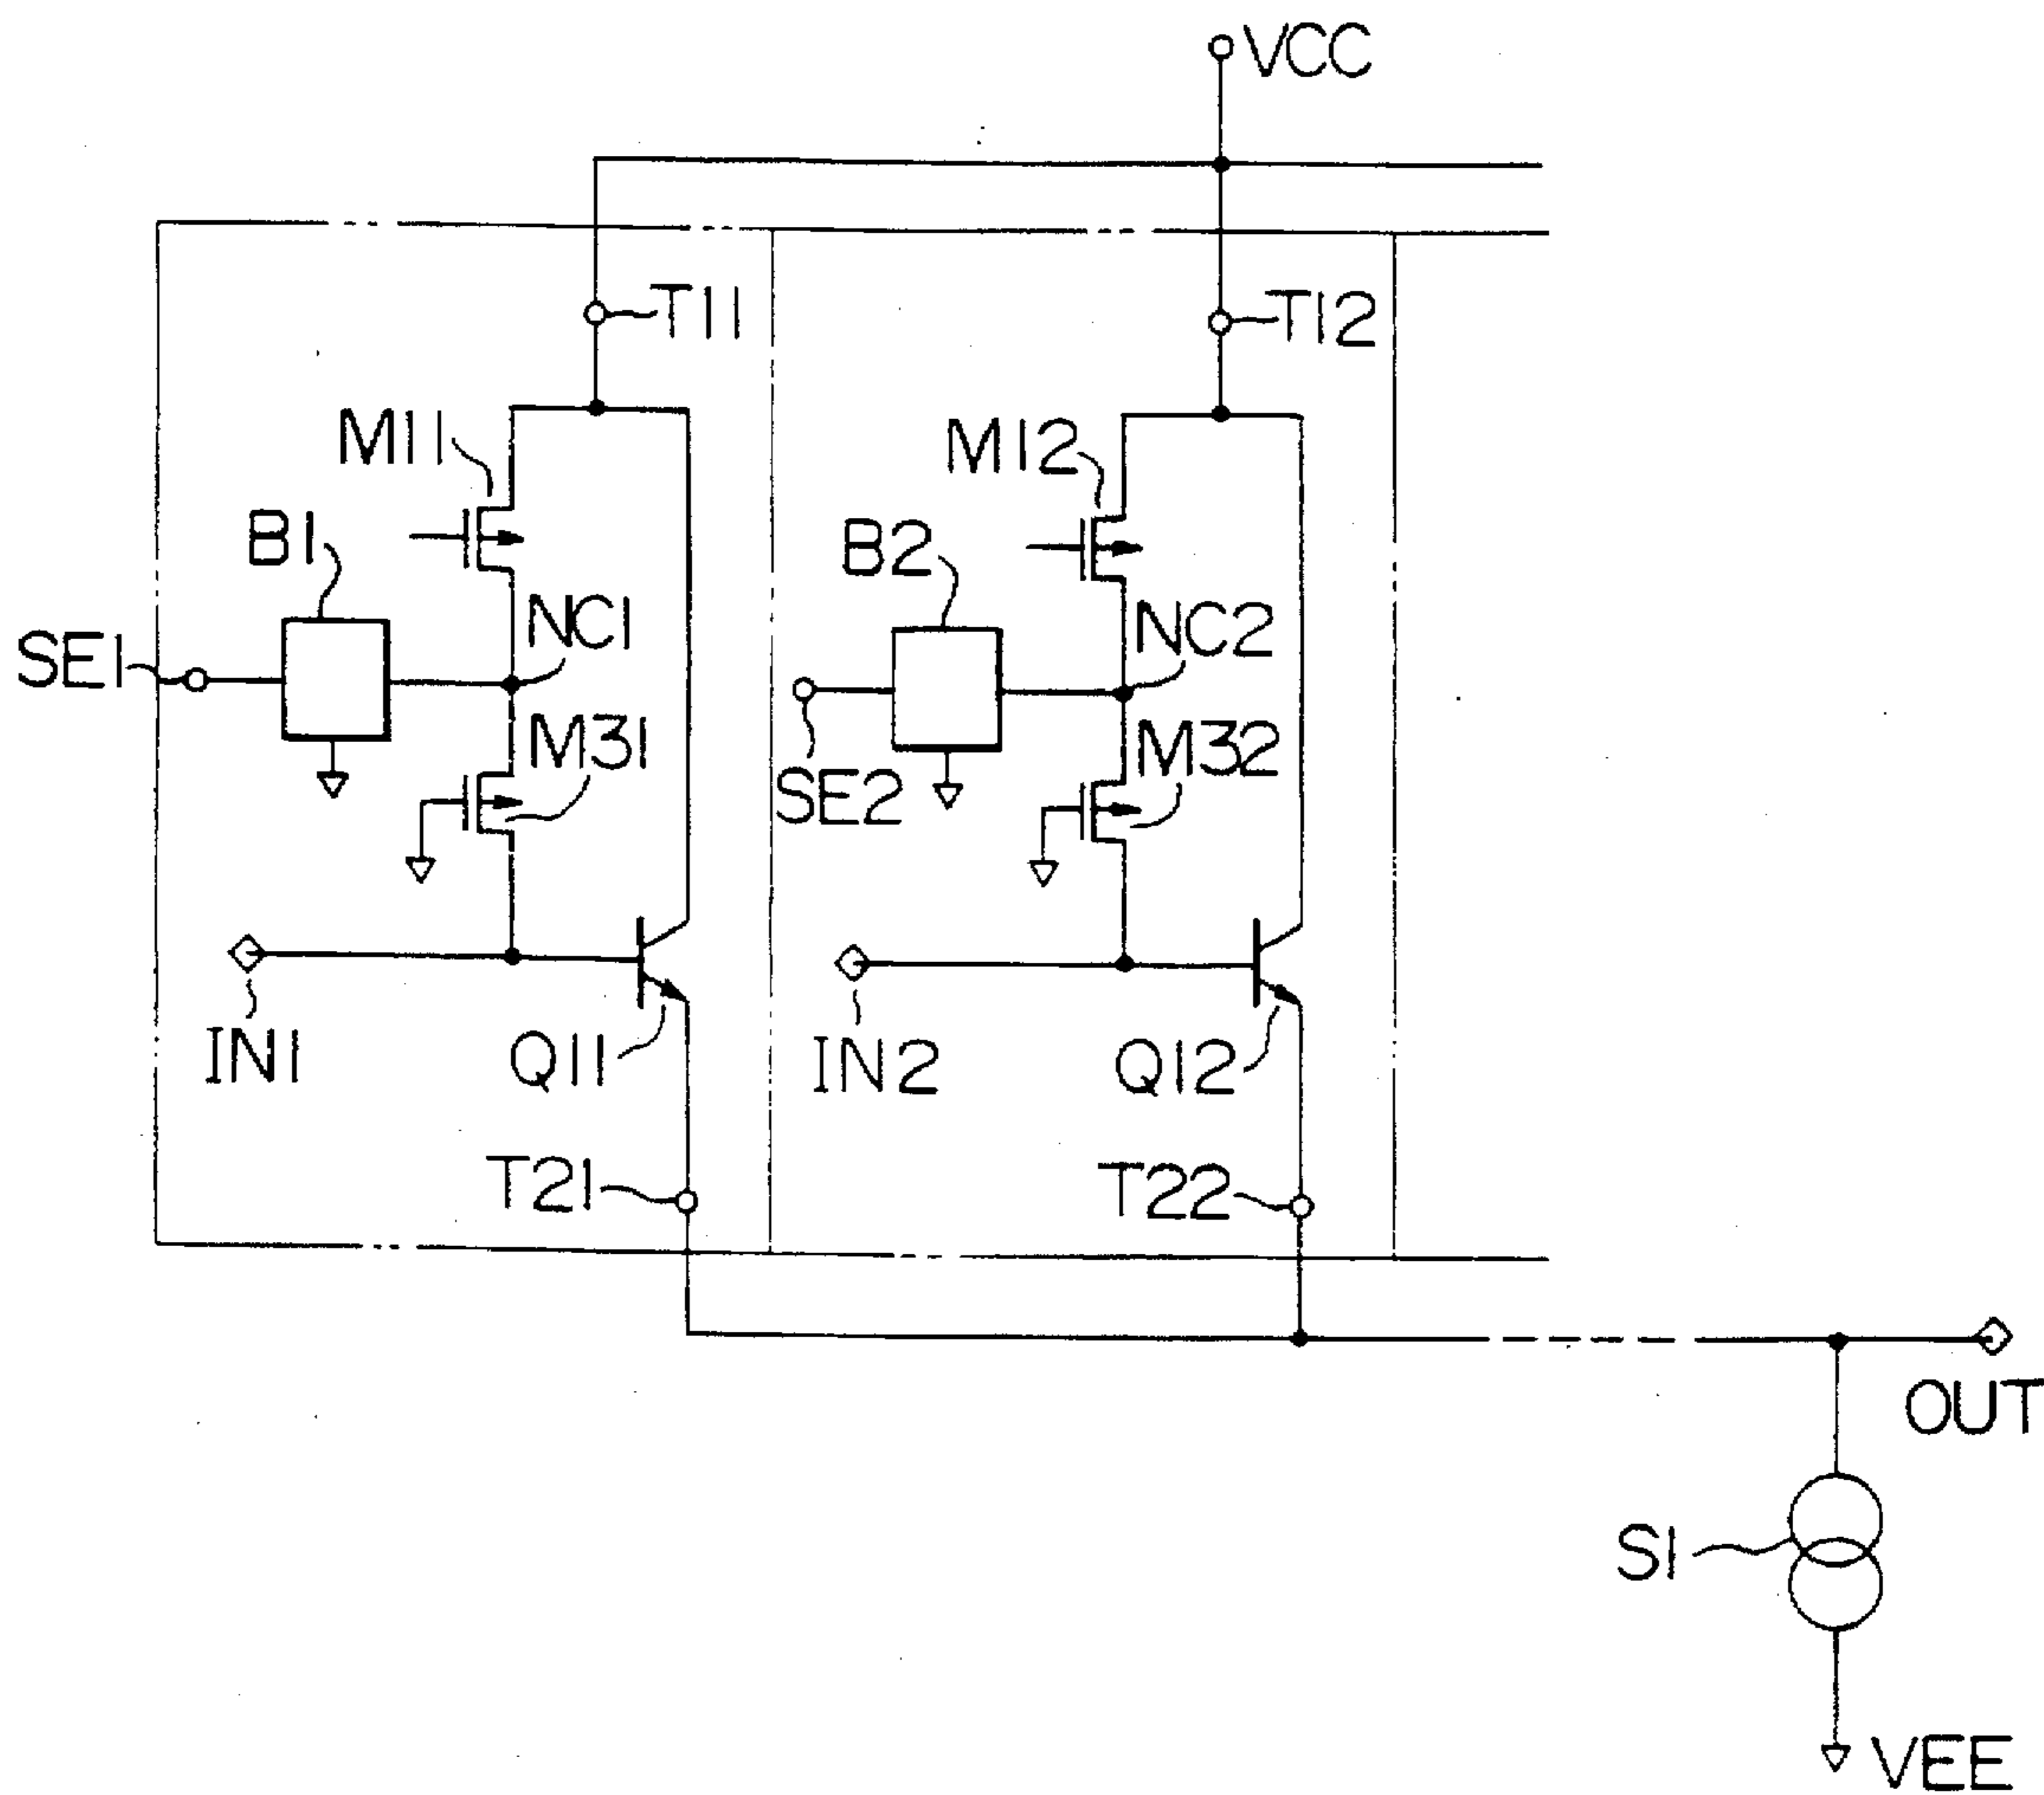 VCC
T11
T12
M11
M12
B1
B2
NC1
NC2
SE1
M31
M32
SE2
IN1
Q11
IN2
Q12
T21
T22
OUT
S1
VEE